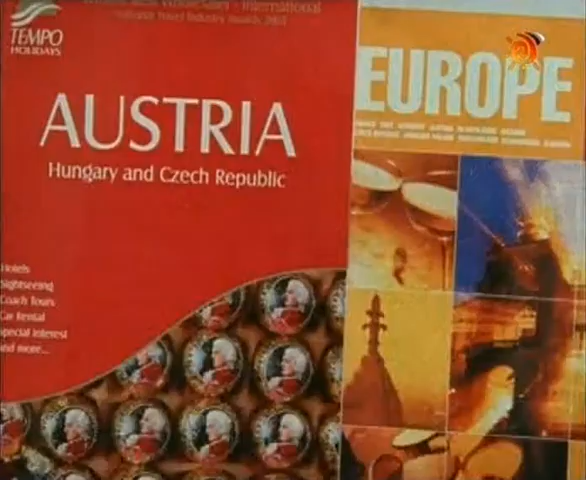 TEMPO
HOLIDAYS
AUSTRIA
Hungary and Czech Republic
Hotels
Sightseeing
Coach Tours
Car Rental
Special Interest
and more...
EUROPE